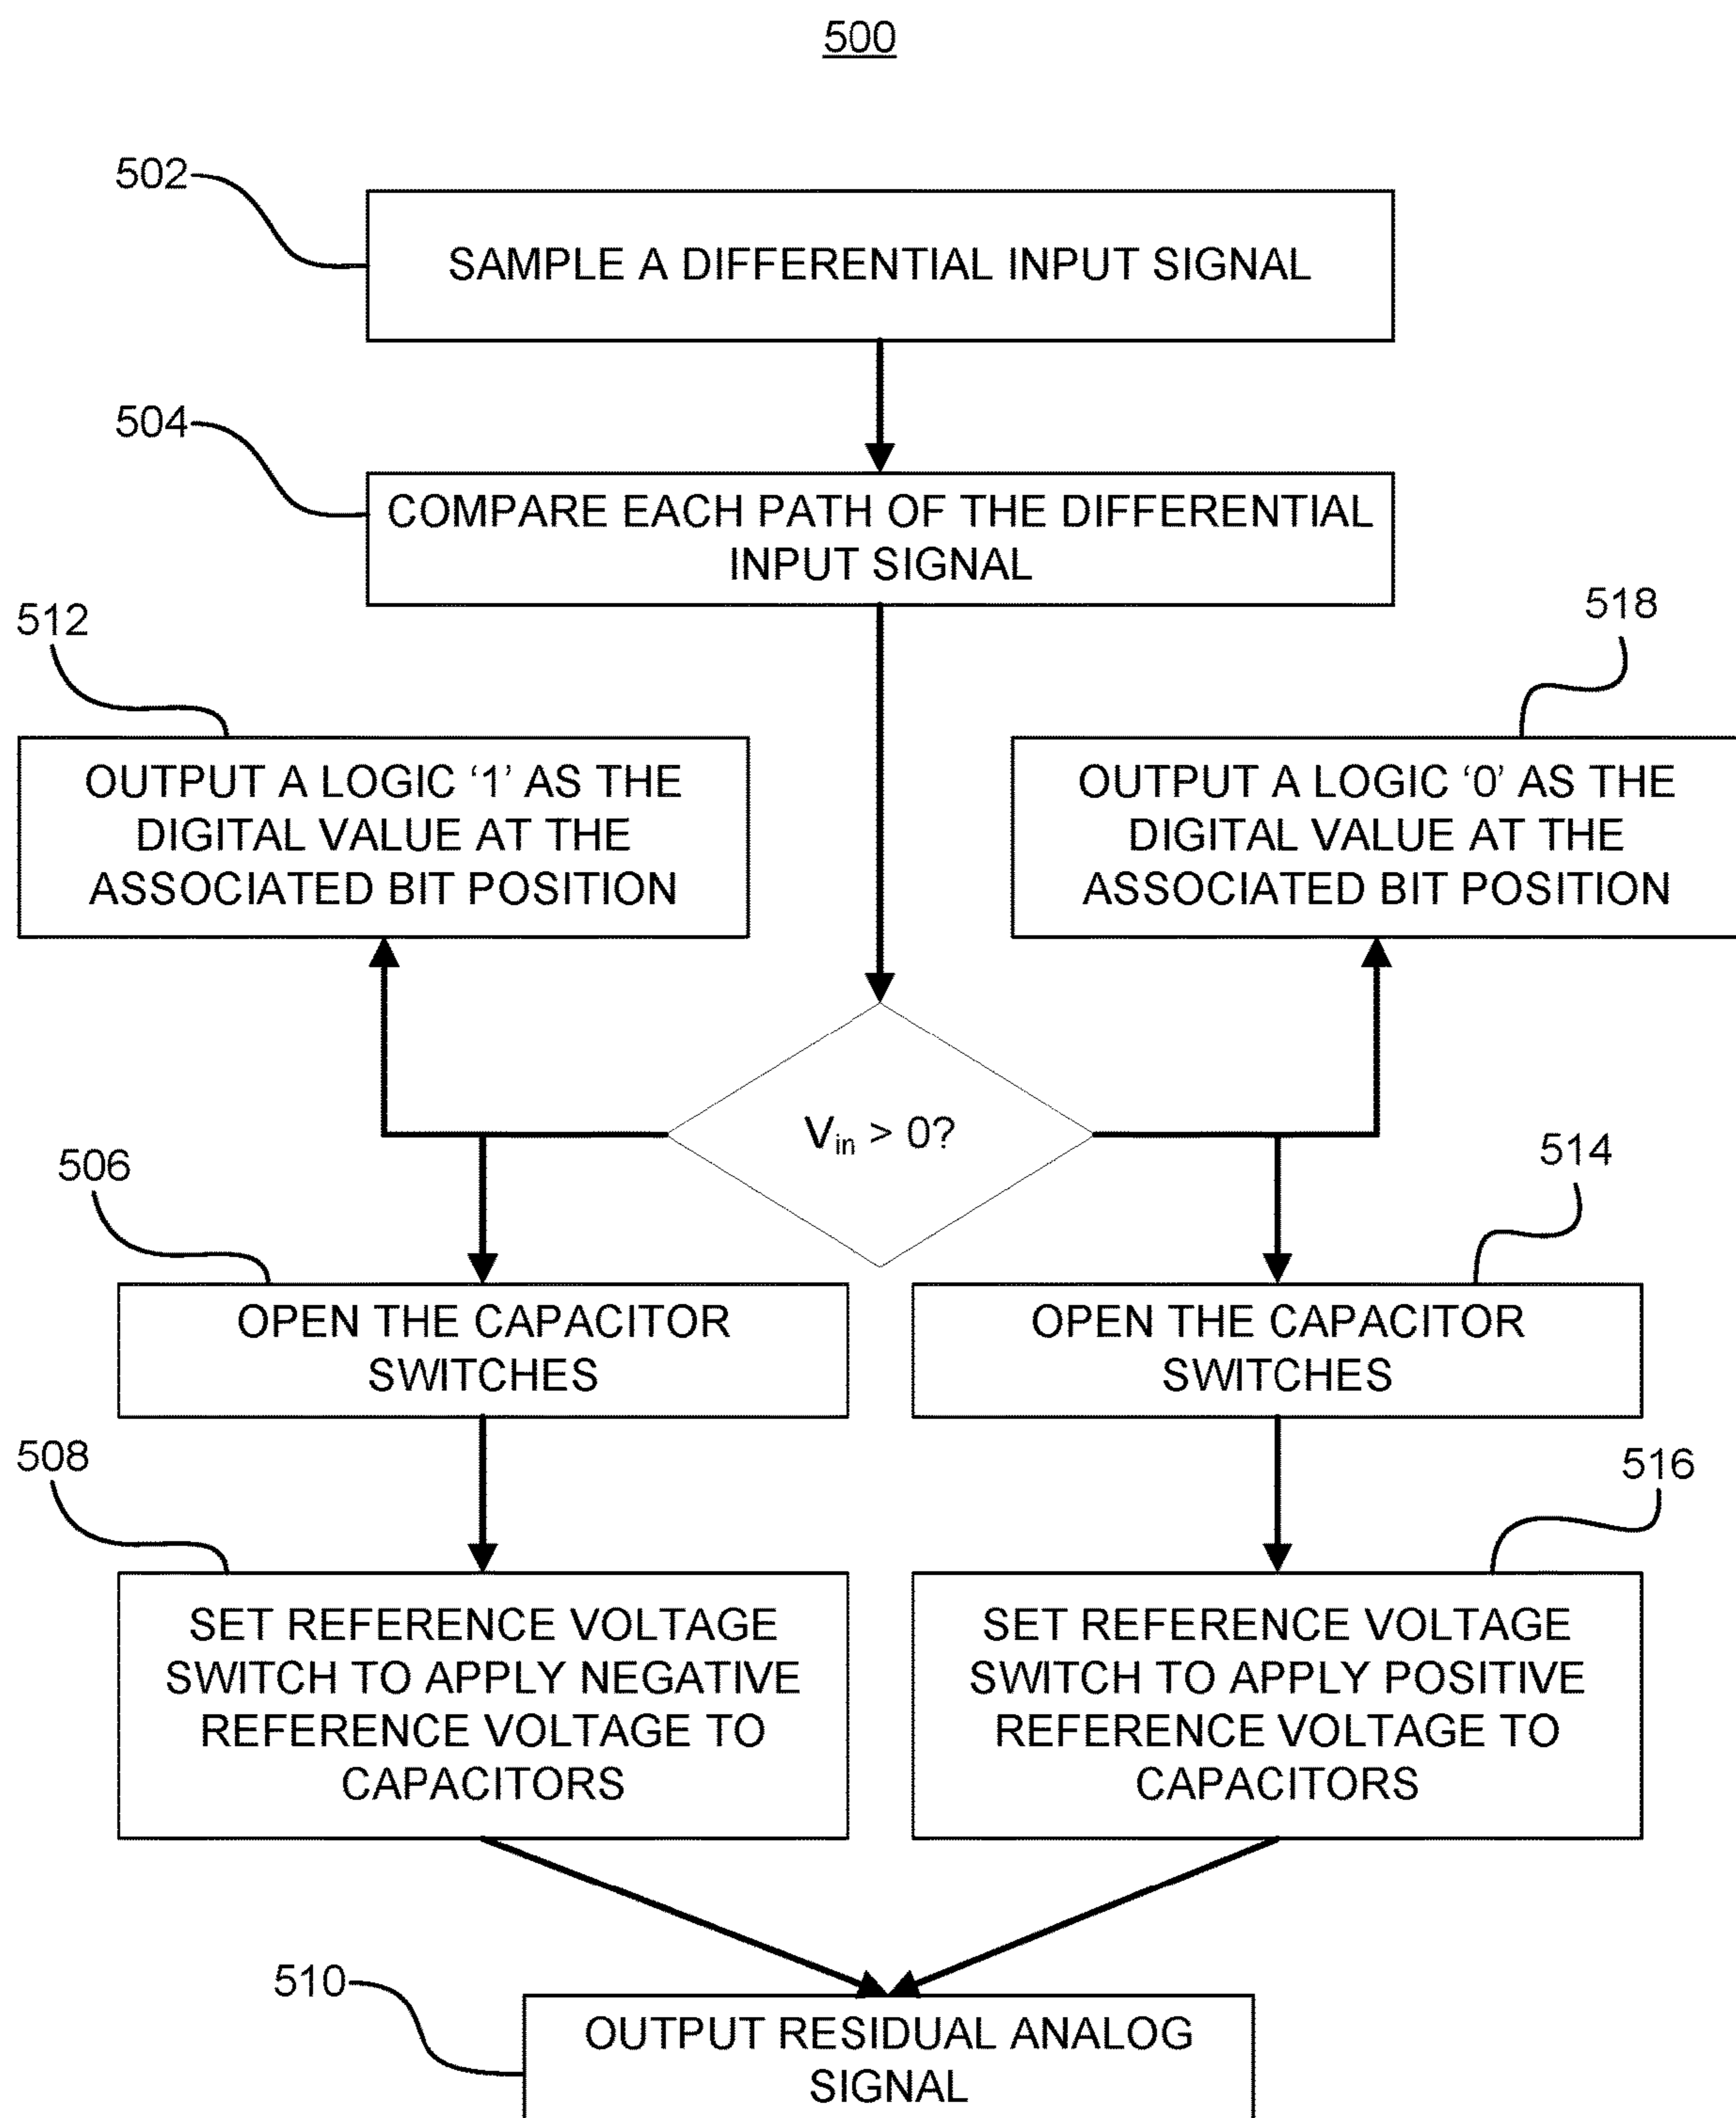 500
502
SAMPLE A DIFFERENTIAL INPUT SIGNAL
504
COMPARE EACH PATH OF THE DIFFERENTIAL
INPUT SIGNAL
512
518
OUTPUT A LOGIC ‘1’ AS THE
DIGITAL VALUE AT THE
ASSOCIATED BIT POSITION
OUTPUT A LOGIC ‘0’ AS THE
DIGITAL VALUE AT THE
ASSOCIATED BIT POSITION
Vin > 0?
506
514
OPEN THE CAPACITOR
SWITCHES
OPEN THE CAPACITOR
SWITCHES
508
516
SET REFERENCE VOLTAGE
SWITCH TO APPLY NEGATIVE
REFERENCE VOLTAGE TO
CAPACITORS
SET REFERENCE VOLTAGE
SWITCH TO APPLY POSITIVE
REFERENCE VOLTAGE TO
CAPACITORS
510
OUTPUT RESIDUAL ANALOG
SIGNAL